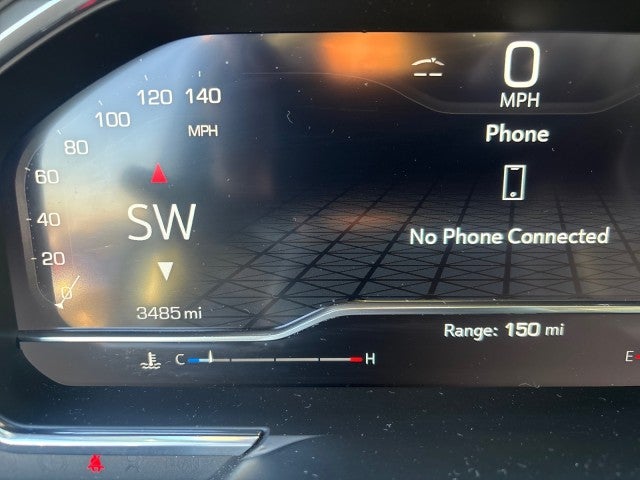 0
MPH
Phone
No Phone Connected
140
120
100
80
60
40
20
0
MPH
SW
3485 mi
Range: 150 mi
C H
E